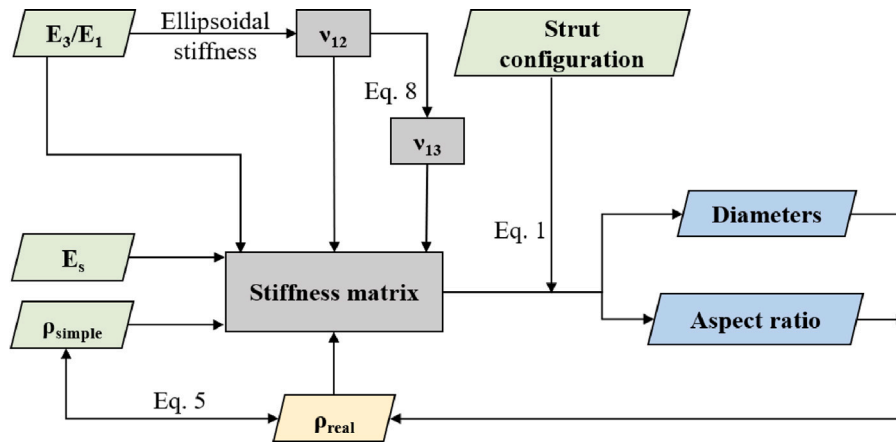 E₃/E₁
Ellipsoidal
stiffness
ν₁₂
Strut
configuration
Eq. 8
ν₁₃
Diameters
Eq. 1
Eₛ
Stiffness matrix
Aspect ratio
ρsimple
Eq. 5
ρreal